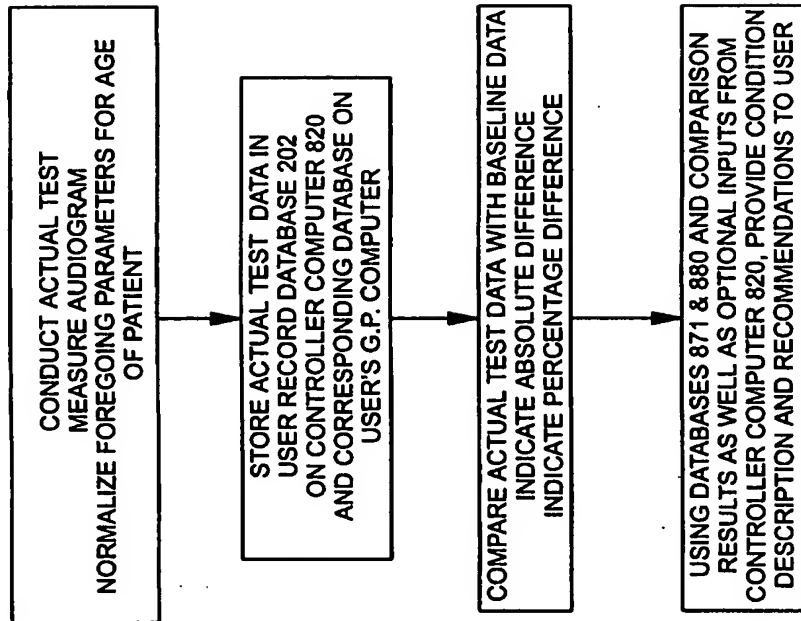 CONDUCT ACTUAL TEST
MEASURE AUDIOGRAM
NORMALIZE FOREGOING PARAMETERS FOR AGE
OF PATIENT
STORE ACTUAL TEST DATA IN
USER RECORD DATABASE 202
ON CONTROLLER COMPUTER 820
AND CORRESPONDING DATABASE ON
USER'S G.P. COMPUTER
COMPARE ACTUAL TEST DATA WITH BASELINE DATA
INDICATE ABSOLUTE DIFFERENCE
INDICATE PERCENTAGE DIFFERENCE
USING DATABASES 871 & 880 AND COMPARISON
RESULTS AS WELL AS OPTIONAL INPUTS FROM
CONTROLLER COMPUTER 820, PROVIDE CONDITION
DESCRIPTION AND RECOMMENDATIONS TO USER